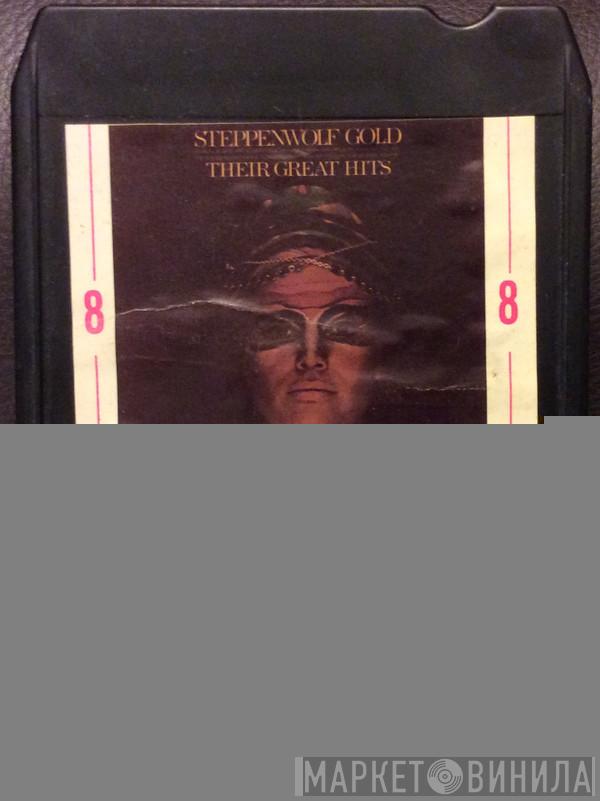 STEPPENWOLF GOLD
THEIR GREAT HITS
8
8
МАРКЕТ ВИНИЛА